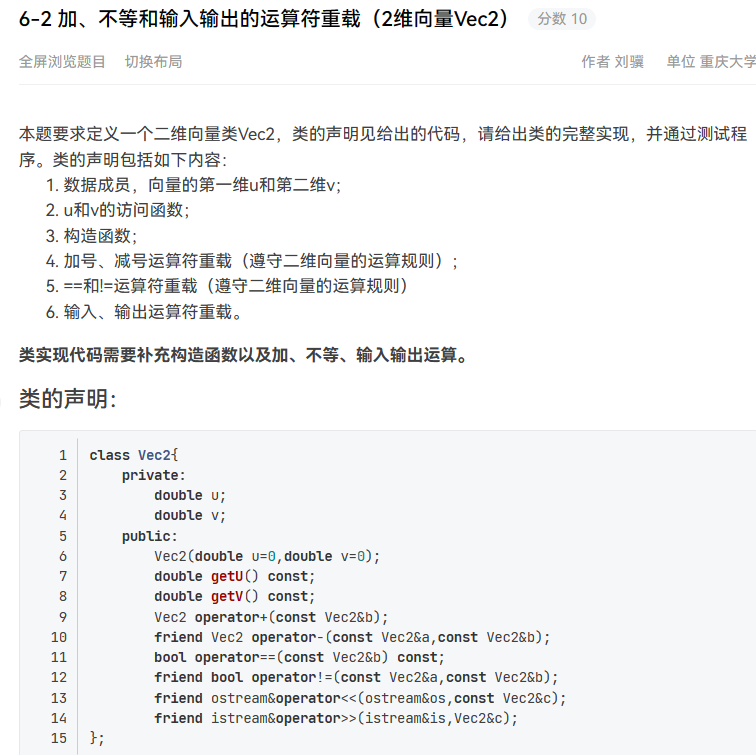 6-2 加、不等和输入输出的运算符重载（2维向量Vec2） 分数 10
全屏浏览题目 切换布局 作者 刘骥 单位 重庆大学
本题要求定义一个二维向量类Vec2，类的声明见给出的代码，请给出类的完整实现，并通过测试程
序。类的声明包括如下内容：
1. 数据成员，向量的第一维u和第二维v；
2. u和v的访问函数；
3. 构造函数；
4. 加号、减号运算符重载（遵守二维向量的运算规则）；
5. ==和!=运算符重载（遵守二维向量的运算规则）
6. 输入、输出运算符重载。
类实现代码需要补充构造函数以及加、不等、输入输出运算。
类的声明：
1 class Vec2{
2 private:
3 double u;
4 double v;
5 public:
6 Vec2(double u=0,double v=0);
7 double getU() const;
8 double getV() const;
9 Vec2 operator+(const Vec2&b);
10 friend Vec2 operator-(const Vec2&a,const Vec2&b);
11 bool operator==(const Vec2&b) const;
12 friend bool operator!=(const Vec2&a,const Vec2&b);
13 friend ostream&operator<<(ostream&os,const Vec2&c);
14 friend istream&operator>>(istream&is,Vec2&c);
15 };